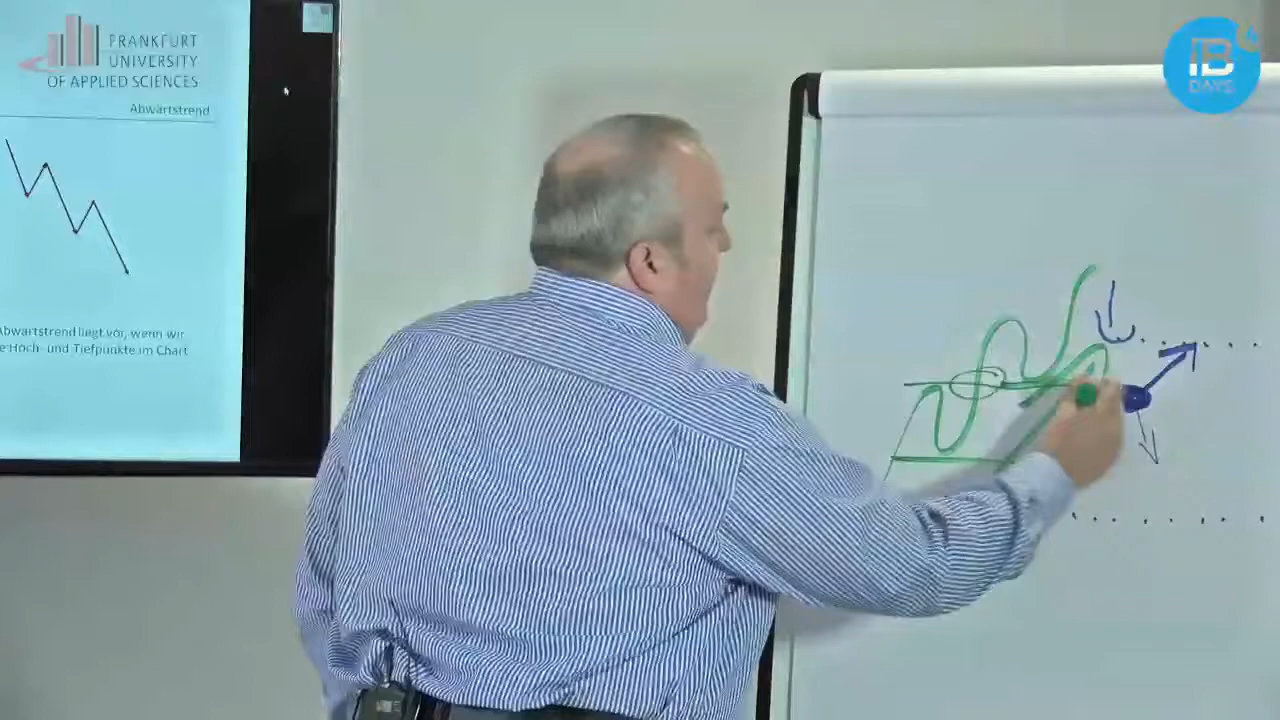 FRANKFURT
UNIVERSITY
OF APPLIED SCIENCES
Abwärtstrend
Abwärtstrend liegt vor, wenn wir
Hoch- und Tiefpunkte im Chart
IB
DAYS